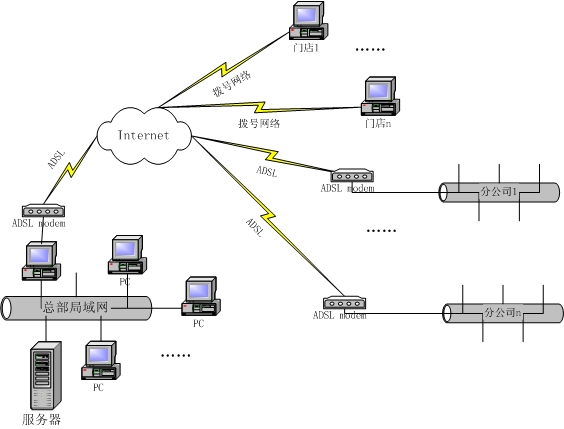 门店1
......
拨号网络
门店n
拨号网络
Internet
ADSL
ADSL
ADSL modem
ADSL modem
分公司1
ADSL
......
PC
总部局域网
PC
ADSL modem
分公司n
......
PC
服务器